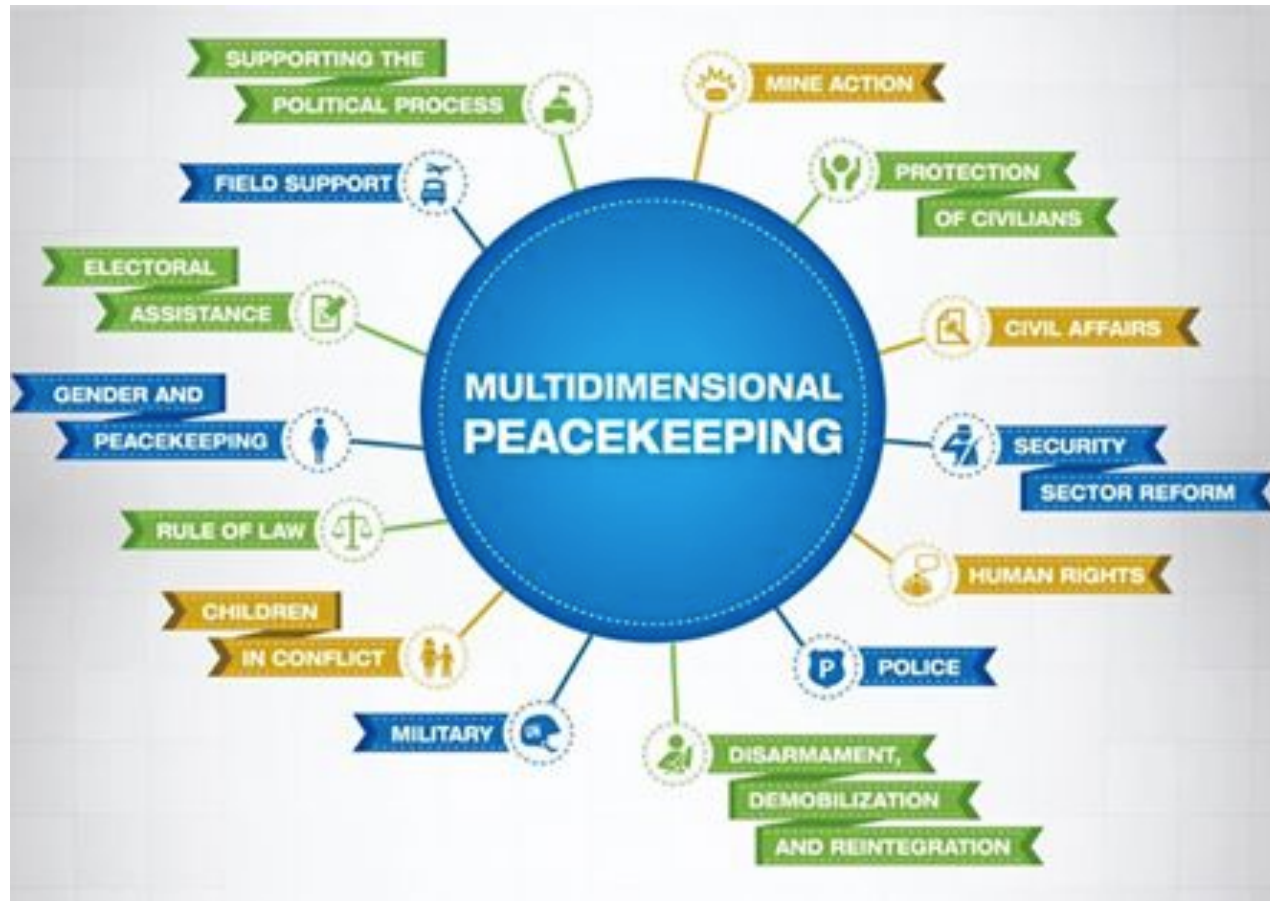 SUPPORTING THE
POLITICAL PROCESS
MINE ACTION
FIELD SUPPORT
PROTECTION
OF CIVILIANS
ELECTORAL
ASSISTANCE
CIVIL AFFAIRS
MULTIDIMENSIONAL
PEACEKEEPING
GENDER AND
PEACEKEEPING
SECURITY
SECTOR REFORM
RULE OF LAW
HUMAN RIGHTS
CHILDREN
IN CONFLICT
P
POLICE
MILITARY
UN
DISARMAMENT,
DEMOBILIZATION
AND REINTEGRATION